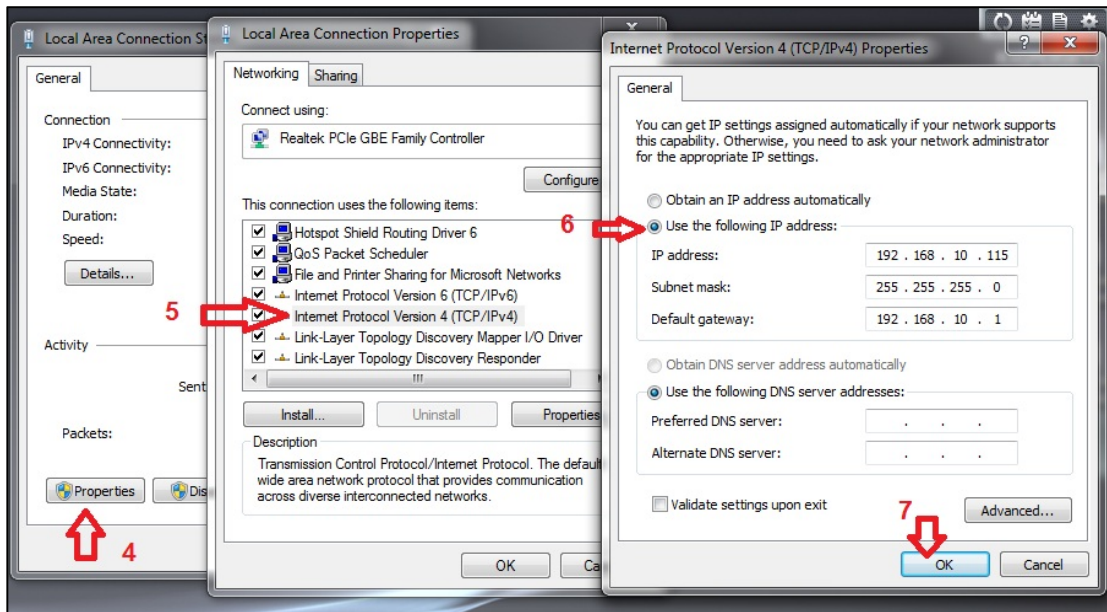 Local Area Connection St
General
Connection
IPv4 Connectivity:
IPv6 Connectivity:
Media State:
Duration:
Speed:
Details...
Activity
Sent
Packets:
Properties
Dis
4
Local Area Connection Properties
Networking
Sharing
Connect using:
Realtek PCIe GBE Family Controller
Configure
This connection uses the following items:
Hotspot Shield Routing Driver 6
QoS Packet Scheduler
File and Printer Sharing for Microsoft Networks
Internet Protocol Version 6 (TCP/IPv6)
5
Internet Protocol Version 4 (TCP/IPv4)
Link-Layer Topology Discovery Mapper I/O Driver
Link-Layer Topology Discovery Responder
Install...
Uninstall
Properties
Description
Transmission Control Protocol/Internet Protocol. The default
wide area network protocol that provides communication
across diverse interconnected networks.
OK
Ca
Internet Protocol Version 4 (TCP/IPv4) Properties
General
You can get IP settings assigned automatically if your network supports
this capability. Otherwise, you need to ask your network administrator
for the appropriate IP settings.
Obtain an IP address automatically
6
Use the following IP address:
IP address: 192 . 168 . 10 . 115
Subnet mask: 255 . 255 . 255 . 0
Default gateway: 192 . 168 . 10 . 1
Obtain DNS server address automatically
Use the following DNS server addresses:
Preferred DNS server: . . .
Alternate DNS server: . . .
Validate settings upon exit
7
Advanced...
OK
Cancel